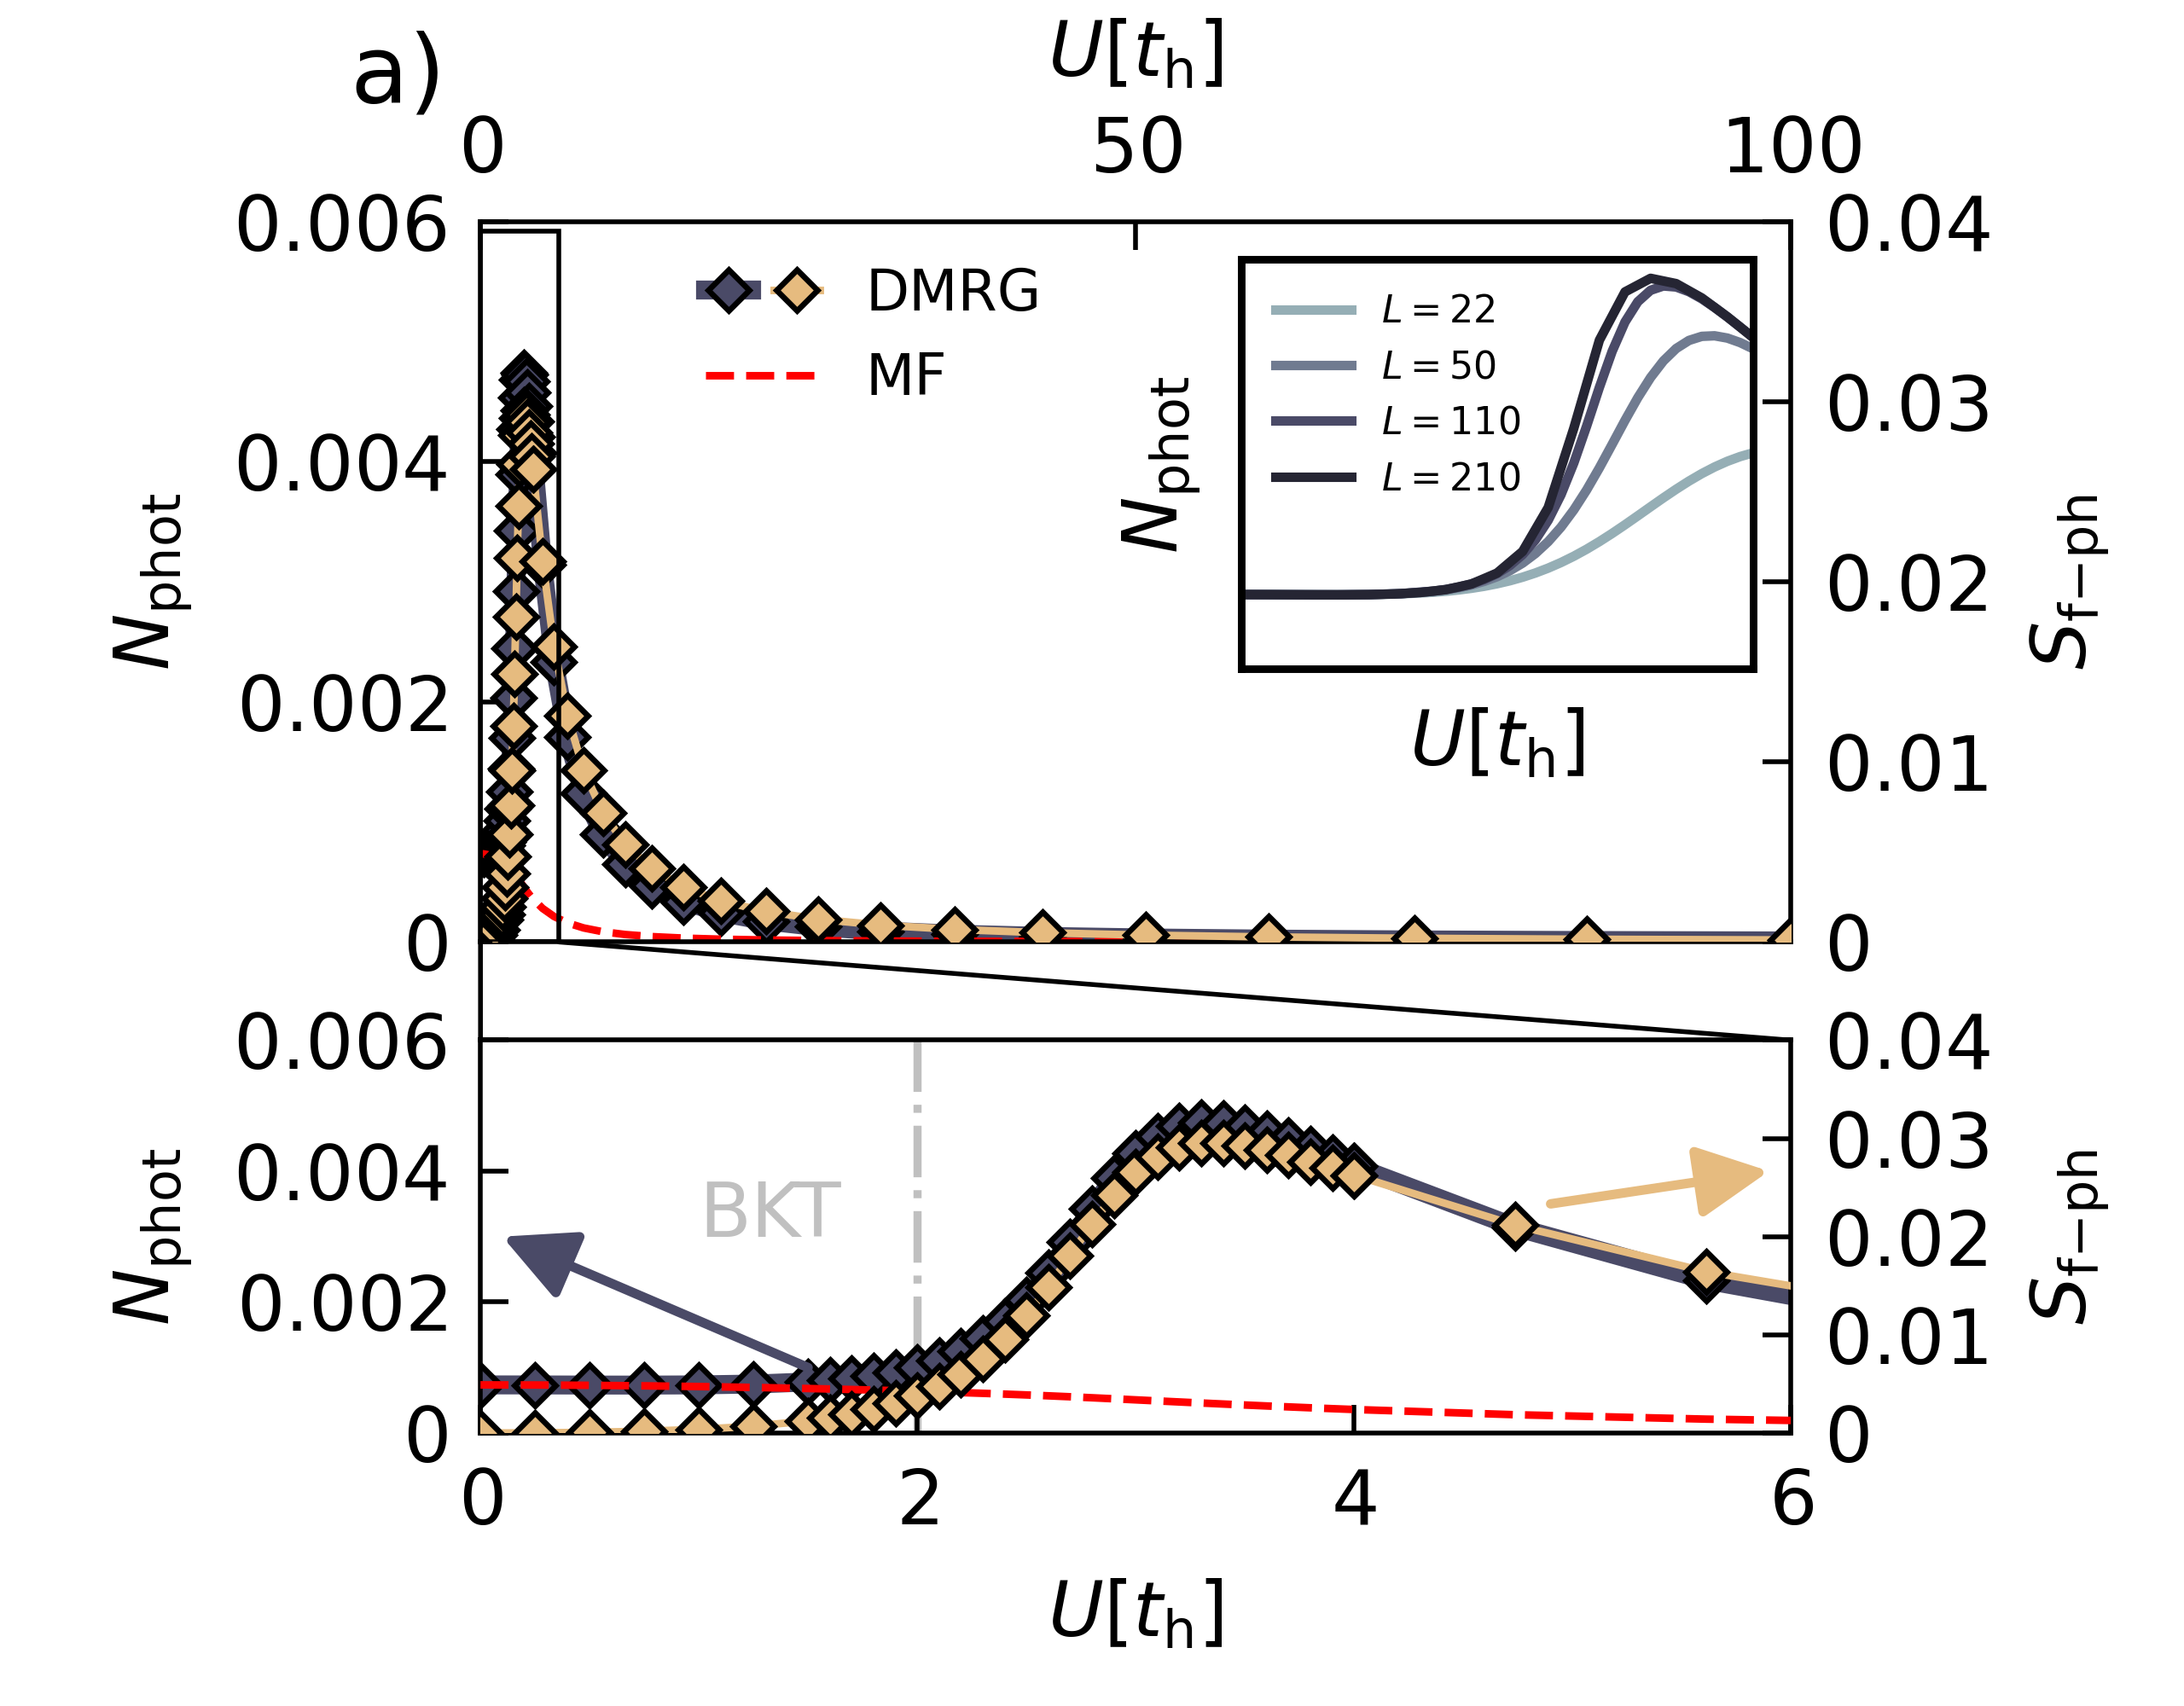 a)
U[t_h]
0 50 100
0.006
0.004
0.002
0
N_phot
DMRG
MF
N_phot
L = 22
L = 50
L = 110
L = 210
U[t_h]
0.04
0.03
0.02
0.01
0
S_f−ph
0.006
0.004
0.002
0
N_phot
BKT
0.04
0.03
0.02
0.01
0
S_f−ph
0 2 4 6
U[t_h]